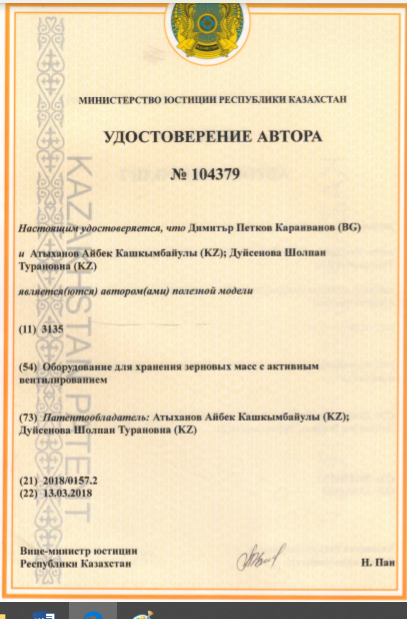 МИНИСТЕРСТВО ЮСТИЦИИ РЕСПУБЛИКИ КАЗАХСТАН
УДОСТОВЕРЕНИЕ АВТОРА
№ 104379
KAZAKHSTAN PATENT
Настоящим удостоверяется, что Димитър Петков Караиванов (BG)
и Атыханов Айбек Кашкымбайулы (KZ); Дуйсенова Шолпан
Турановна (KZ)
является(ются) автором(ами) полезной модели
(11) 3135
(54) Оборудование для хранения зерновых масс с активным
вентилированием
(73) Патентообладатель: Атыханов Айбек Кашкымбайулы (KZ);
Дуйсенова Шолпан Турановна (KZ)
(21) 2018/0157.2
(22) 13.03.2018
Вице-министр юстиции
Республики Казахстан
Н. Пан